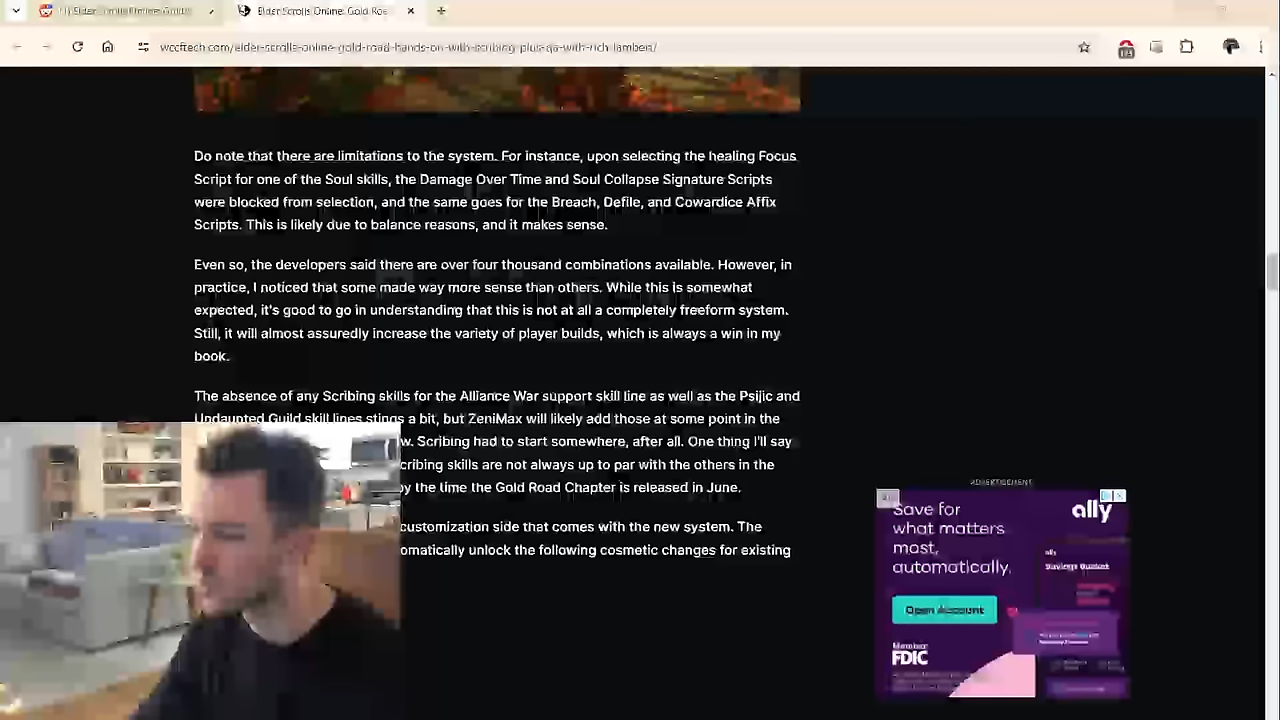 Elder Scrolls Online: Gold Roa
wccftech.com/elder-scrolls-online-gold-road-hands-on-with-scribing-plus-qa-with-rich-lambert/
Do note that there are limitations to the system. For instance, upon selecting the healing Focus
Script for one of the Soul skills, the Damage Over Time and Soul Collapse Signature Scripts
were blocked from selection, and the same goes for the Breach, Defile, and Cowardice Affix
Scripts. This is likely due to balance reasons, and it makes sense.
Even so, the developers said there are over four thousand combinations available. However, in
practice, I noticed that some made way more sense than others. While this is somewhat
expected, it's good to go in understanding that this is not at all a completely freeform system.
Still, it will almost assuredly increase the variety of player builds, which is always a win in my
book.
The absence of any Scribing skills for the Alliance War support skill line as well as the Psijic and
Undaunted Guild skill lines stings a bit, but ZeniMax will likely add those at some point in the
w. Scribing had to start somewhere, after all. One thing I'll say
cribing skills are not always up to par with the others in the
by the time the Gold Road Chapter is released in June.
customization side that comes with the new system. The
omatically unlock the following cosmetic changes for existing
ADVERTISEMENT
Save for
what matters
most,
automatically.
ally
ally
Savings Bucket
Open Account
Member
FDIC